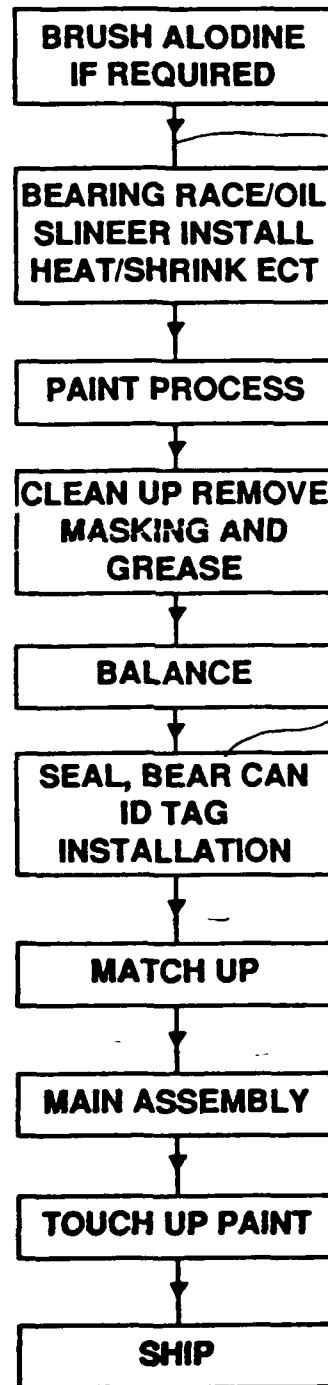 BRUSH ALODINE
IF REQUIRED
BEARING RACE/OIL
SLINEER INSTALL
HEAT/SHRINK ECT
PAINT PROCESS
CLEAN UP REMOVE
MASKING AND
GREASE
BALANCE
SEAL, BEAR CAN
ID TAG
INSTALLATION
MATCH UP
MAIN ASSEMBLY
TOUCH UP PAINT
SHIP